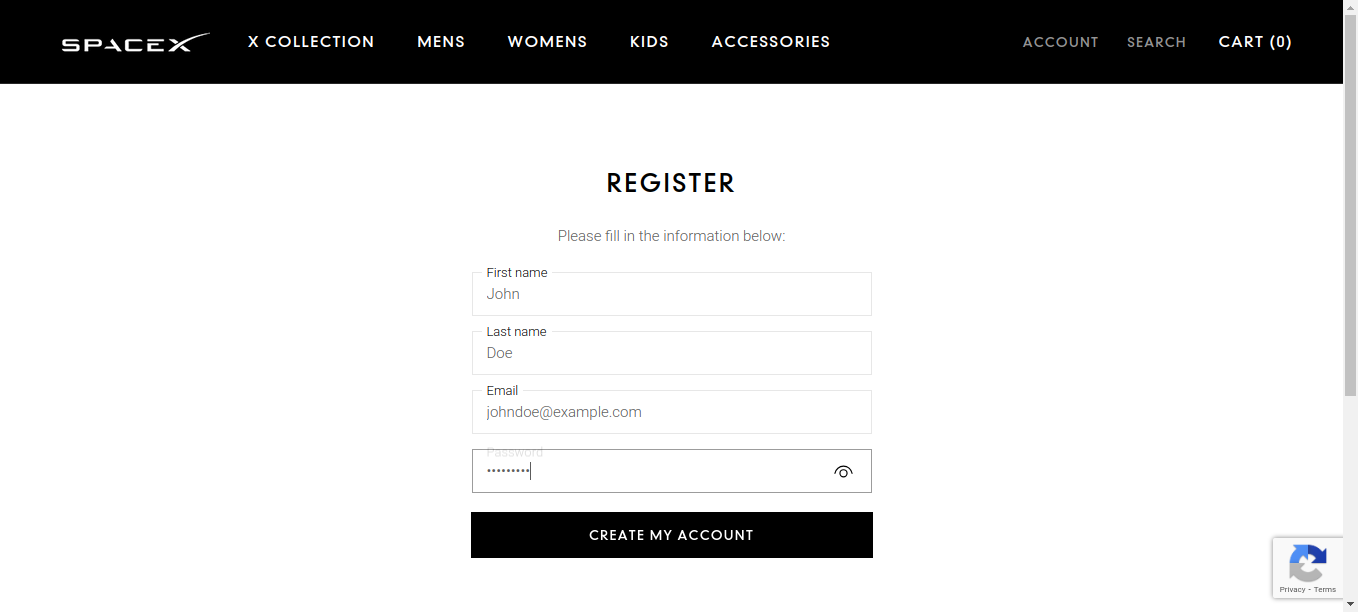 SPACEX X COLLECTION MENS WOMENS KIDS ACCESSORIES ACCOUNT SEARCH CART (0)
REGISTER
Please fill in the information below:
First name
John
Last name
Doe
Email
johndoe@example.com
Password
•••••••••
CREATE MY ACCOUNT
Privacy - Terms